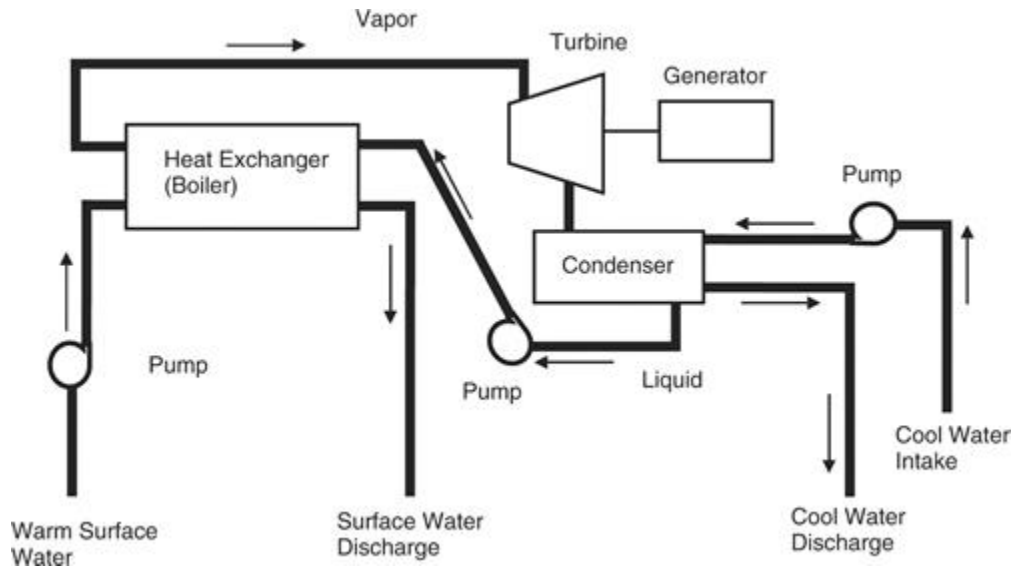 Vapor
Turbine
Generator
Heat Exchanger
(Boiler)
Pump
Condenser
Pump
Pump
Liquid
Cool Water
Intake
Warm Surface
Water
Surface Water
Discharge
Cool Water
Discharge